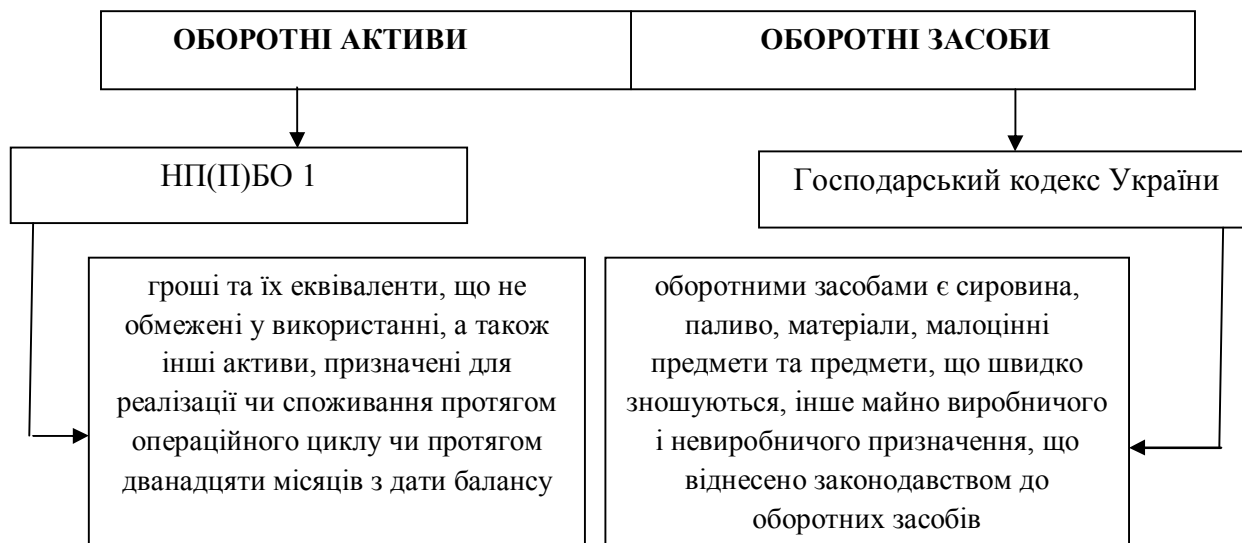 ОБОРОТНІ АКТИВИ
ОБОРОТНІ ЗАСОБИ
НП(П)БО 1
Господарський кодекс України
гроші та їх еквіваленти, що не
обмежені у використанні, а також
інші активи, призначені для
реалізації чи споживання протягом
операційного циклу чи протягом
дванадцяти місяців з дати балансу
оборотними засобами є сировина,
паливо, матеріали, малоцінні
предмети та предмети, що швидко
зношуються, інше майно виробничого
і невиробничого призначення, що
віднесено законодавством до
оборотних засобів